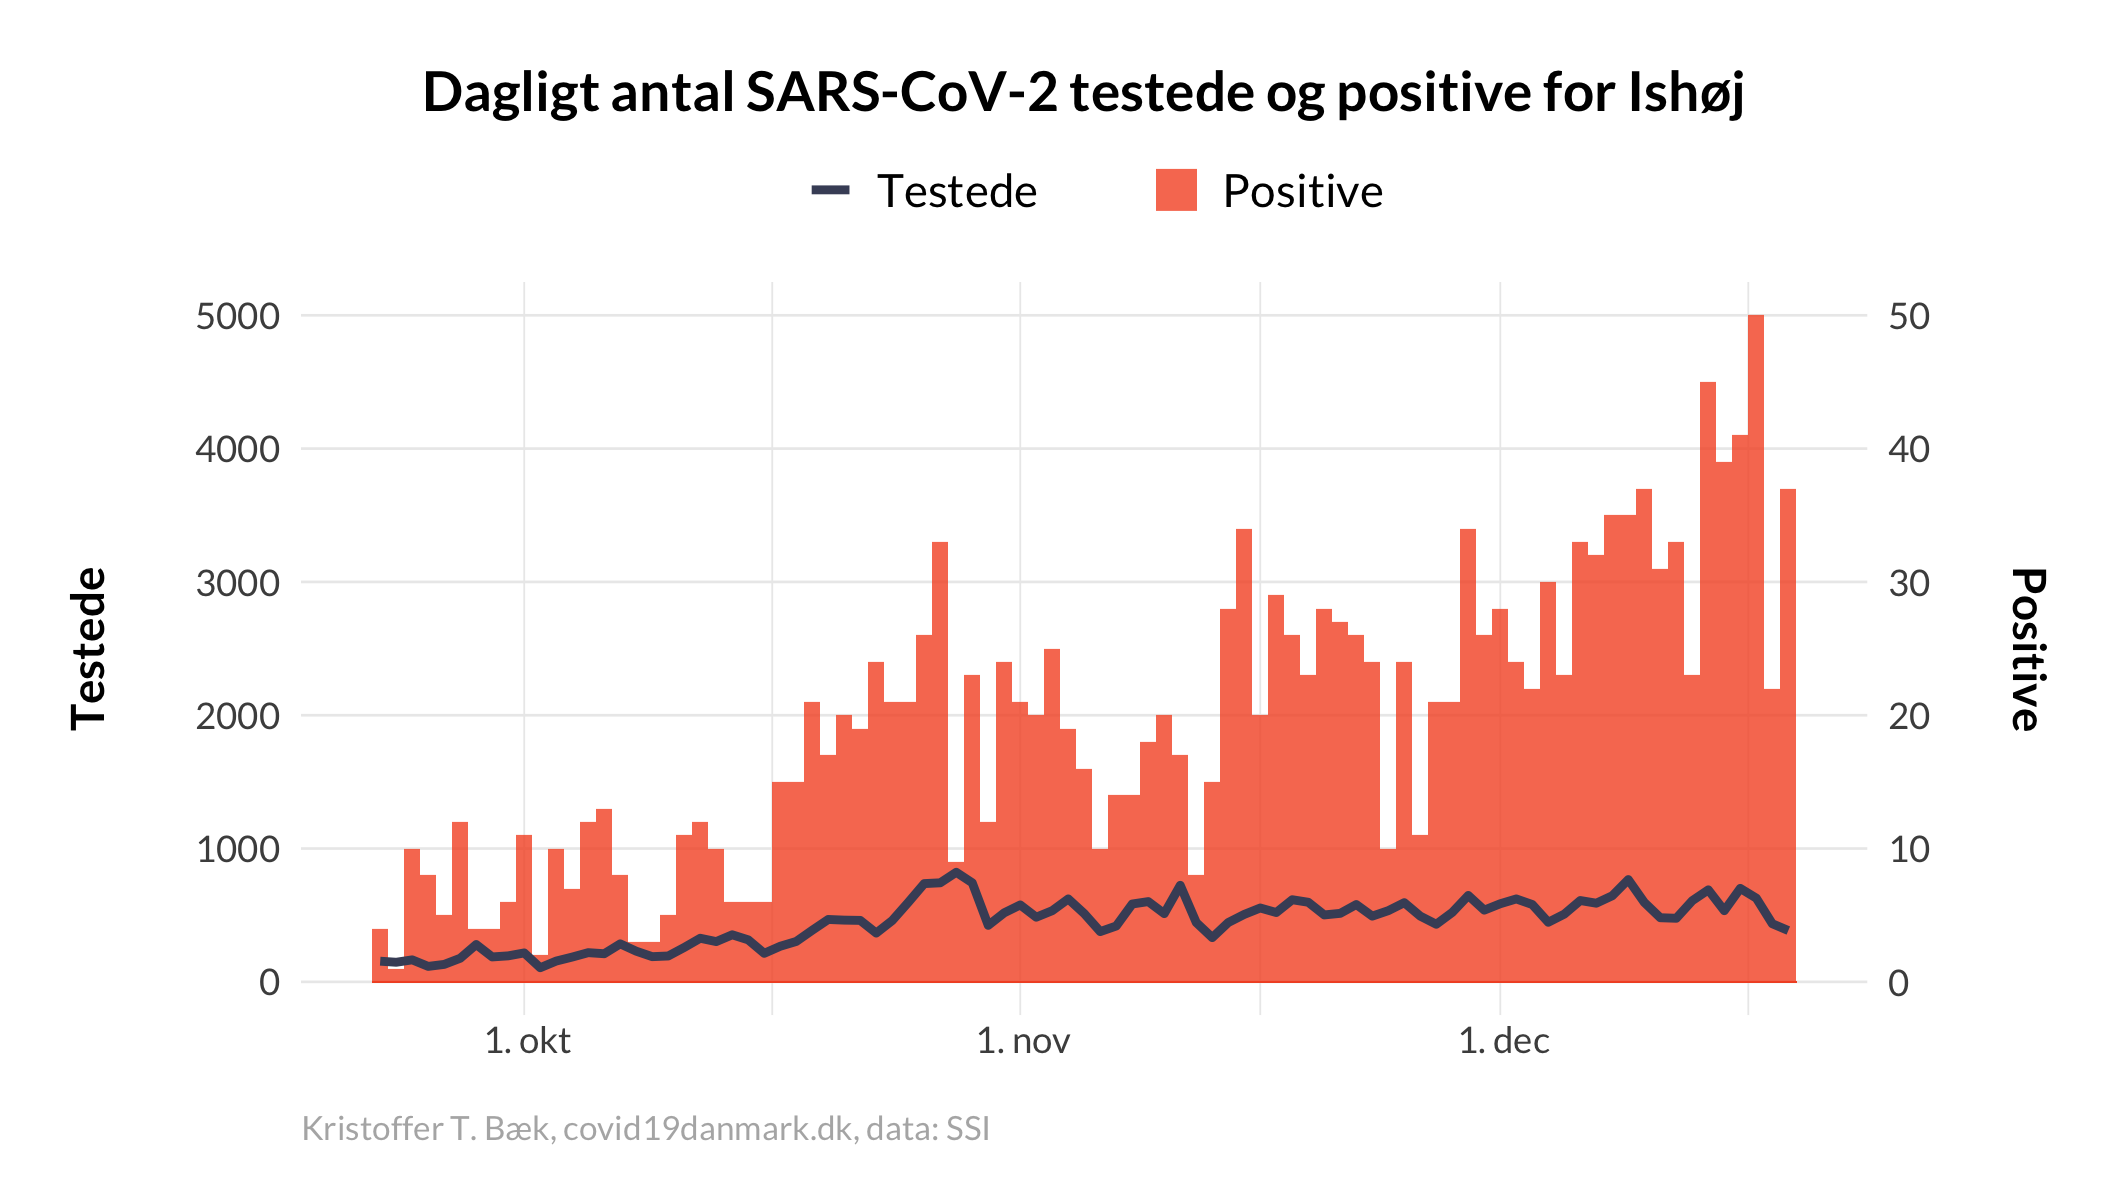 Dagligt antal SARS-CoV-2 testede og positive for Ishøj
Testede
Positive
5000
4000
3000
2000
1000
0
Testede
50
40
30
20
10
0
Positive
1. okt
1. nov
1. dec
Kristoffer T. Bæk, covid19danmark.dk, data: SSI